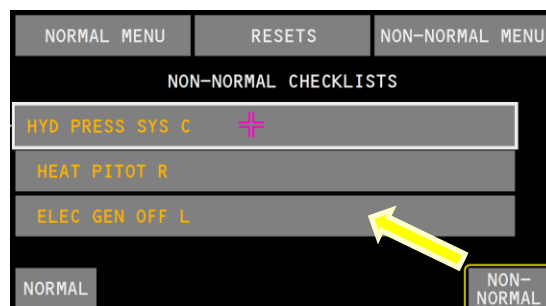 NORMAL MENU
RESETS
NON-NORMAL MENU
NON-NORMAL CHECKLISTS
HYD PRESS SYS C
HEAT PITOT R
ELEC GEN OFF L
NORMAL
NON-
NORMAL